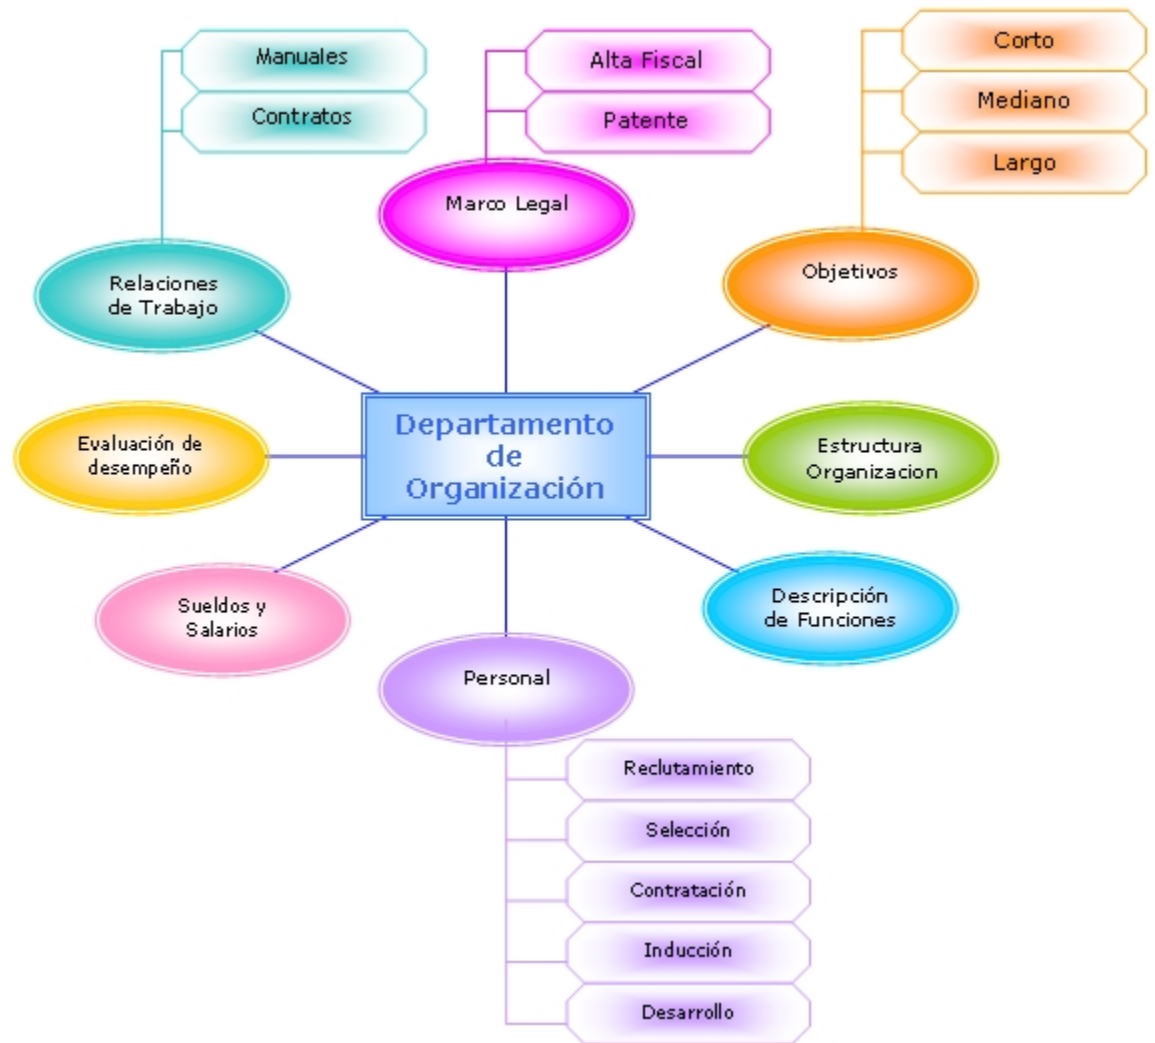 Manuales
Contratos
Alta Fiscal
Patente
Corto
Mediano
Largo
Marco Legal
Objetivos
Relaciones
de Trabajo
Departamento
de
Organización
Evaluación de
desempeño
Estructura
Organizacion
Sueldos y
Salarios
Descripción
de Funciones
Personal
Reclutamiento
Selección
Contratación
Inducción
Desarrollo